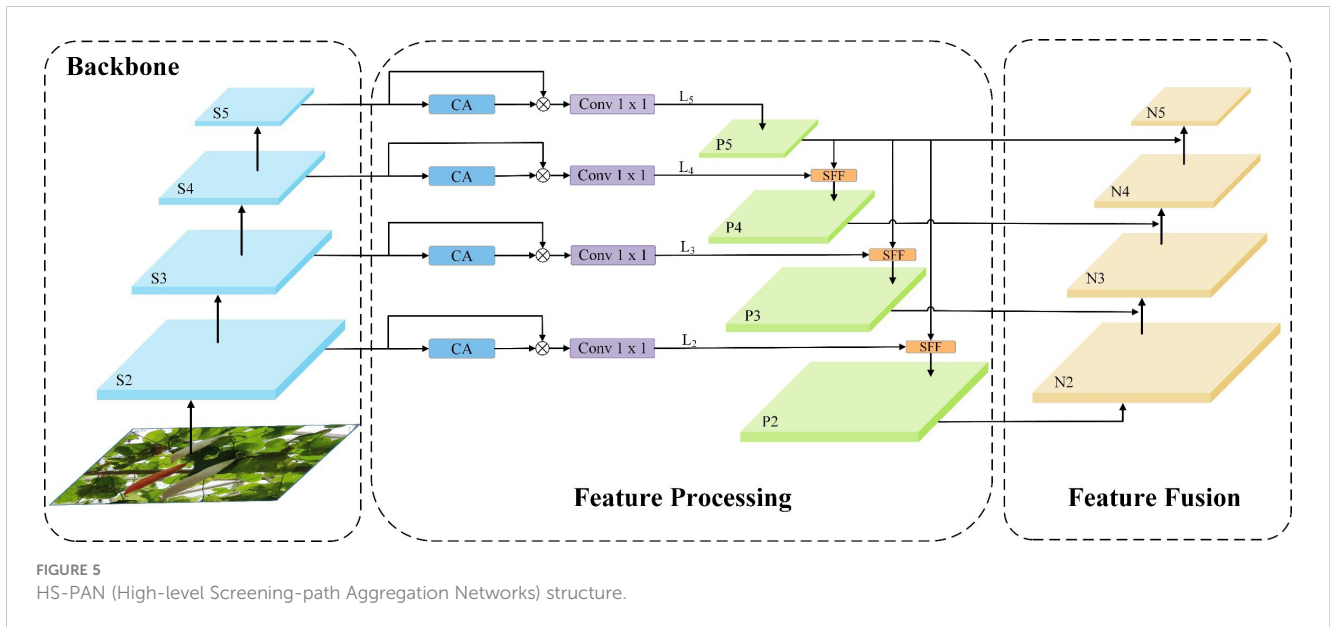 Backbone
S5
CA
Conv 1 x 1
L5
P5
N5
S4
CA
Conv 1 x 1
L4
SFF
P4
N4
S3
CA
Conv 1 x 1
L3
SFF
P3
N3
S2
CA
Conv 1 x 1
L2
SFF
P2
N2
Feature Processing
Feature Fusion
FIGURE 5
HS-PAN (High-level Screening-path Aggregation Networks) structure.